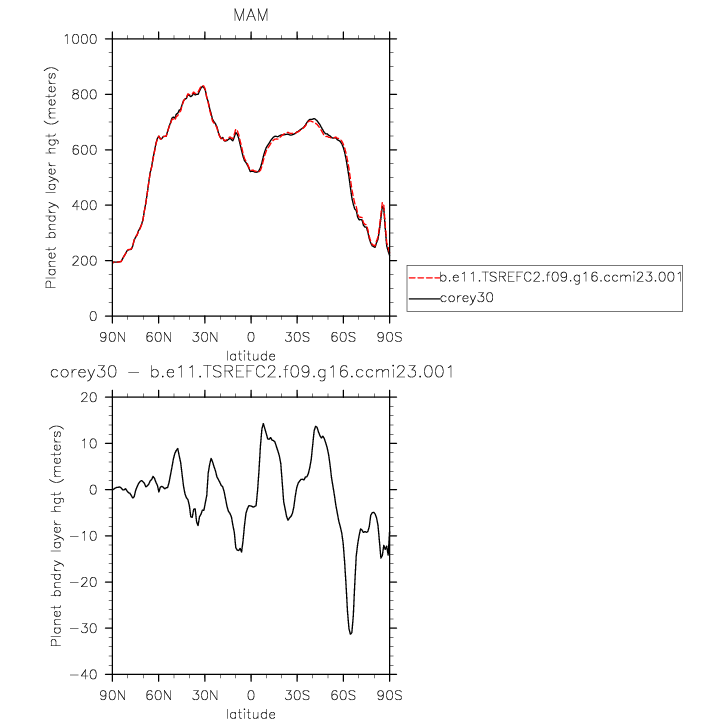 MAM
1000
800
600
400
200
0
Planet bndry layer hgt (meters)
90N 60N 30N 0 30S 60S 90S
latitude
b.e11.TSREFC2.f09.g16.ccmi23.001
corey30
corey30 − b.e11.TSREFC2.f09.g16.ccmi23.001
20
10
0
−10
−20
−30
−40
Planet bndry layer hgt (meters)
90N 60N 30N 0 30S 60S 90S
latitude